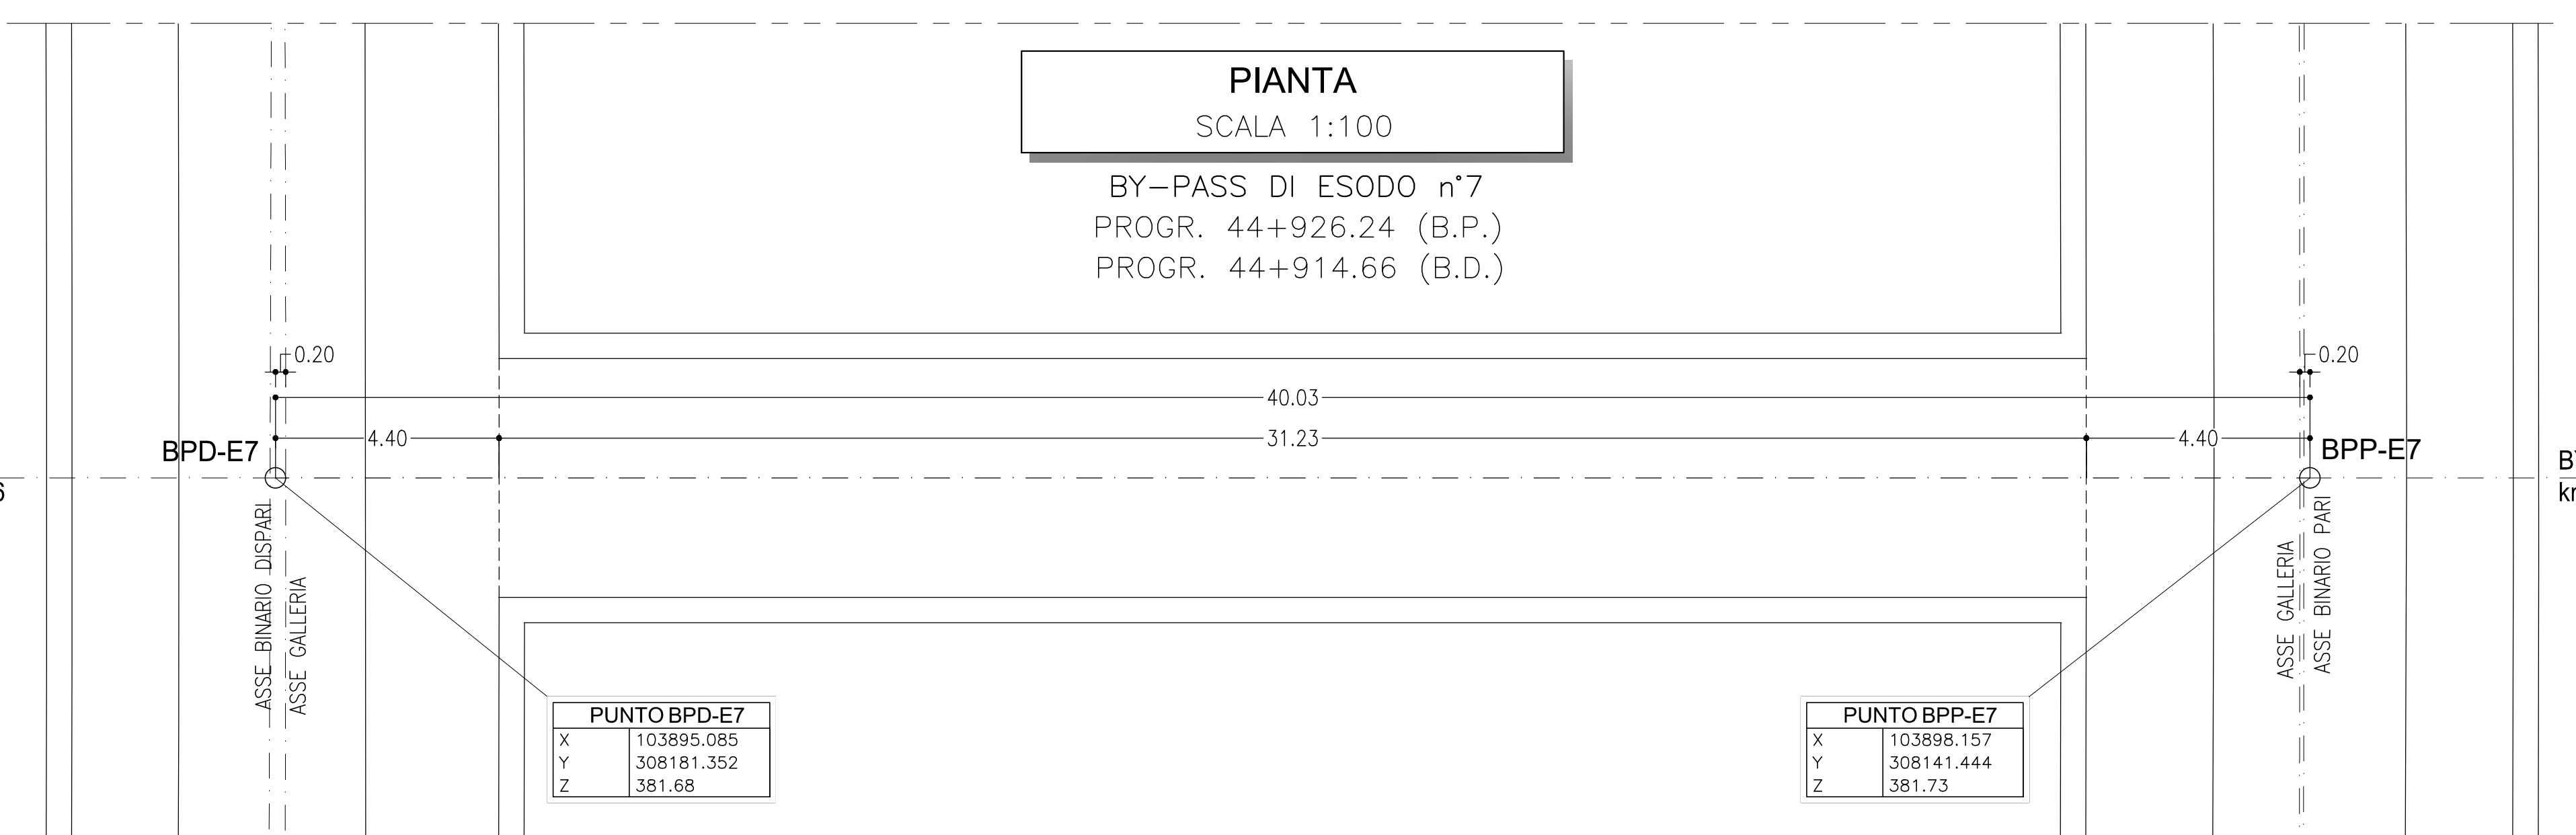 PIANTA
SCALA 1:100
BY-PASS DI ESODO n°7
PROGR. 44+926.24 (B.P.)
PROGR. 44+914.66 (B.D.)
0.20
0.20
40.03
4.40
31.23
4.40
BPD-E7
BPP-E7
6
BY
km
ASSE BINARIO DISPARI
ASSE GALLERIA
ASSE GALLERIA
ASSE BINARIO PARI
PUNTO BPD-E7
X 103895.085
Y 308181.352
Z 381.68
PUNTO BPP-E7
X 103898.157
Y 308141.444
Z 381.73